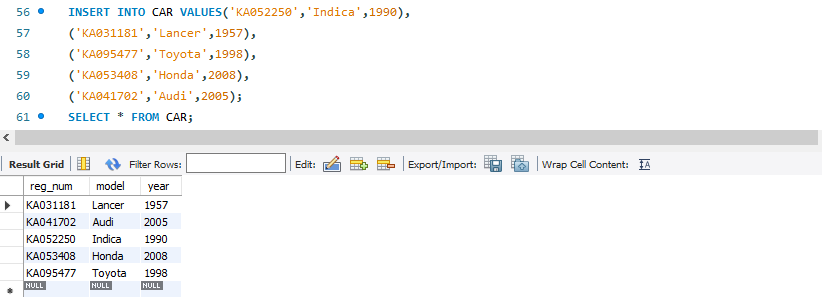 56 INSERT INTO CAR VALUES('KA052250','Indica',1990),
57 ('KA031181','Lancer',1957),
58 ('KA095477','Toyota',1998),
59 ('KA053408','Honda',2008),
60 ('KA041702','Audi',2005);
61 SELECT * FROM CAR;
Result Grid Filter Rows: Edit: Export/Import: Wrap Cell Content: IA
reg_num model year
KA031181 Lancer 1957
KA041702 Audi 2005
KA052250 Indica 1990
KA053408 Honda 2008
KA095477 Toyota 1998
NULL NULL NULL